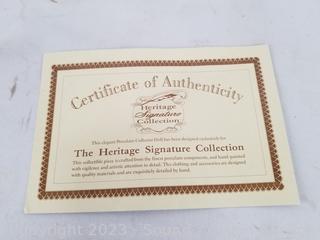 Certificate of Authenticity
Heritage
Signature
Collection
This elegant Porcelain Collector Doll has been designed exclusively for
The Heritage Signature Collection
This collectible piece is crafted from the finest porcelain components, and hand-painted
with vigilence and artistic attention to detail. This clothing and accessories are designed
with quality materials and are exquisitely detailed by hand.
Copyright 2023